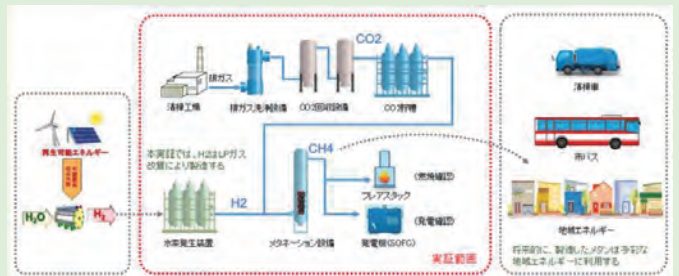 再生可能エネルギー
H₂O
H₂
排ガス
清掃工場
排ガス洗浄設備
CO2回収設備
CO2
CO2貯槽
本実証では、H2はLPガス
改質により製造する
H2
水素発生装置
CH4
メタネーション設備
フレアスタック
(燃焼確認)
発電機(SOFC)
(発電確認)
実証範囲
清掃車
市バス
地域エネルギー
将来的に、製造したメタンは多彩な
地域エネルギーに利用する